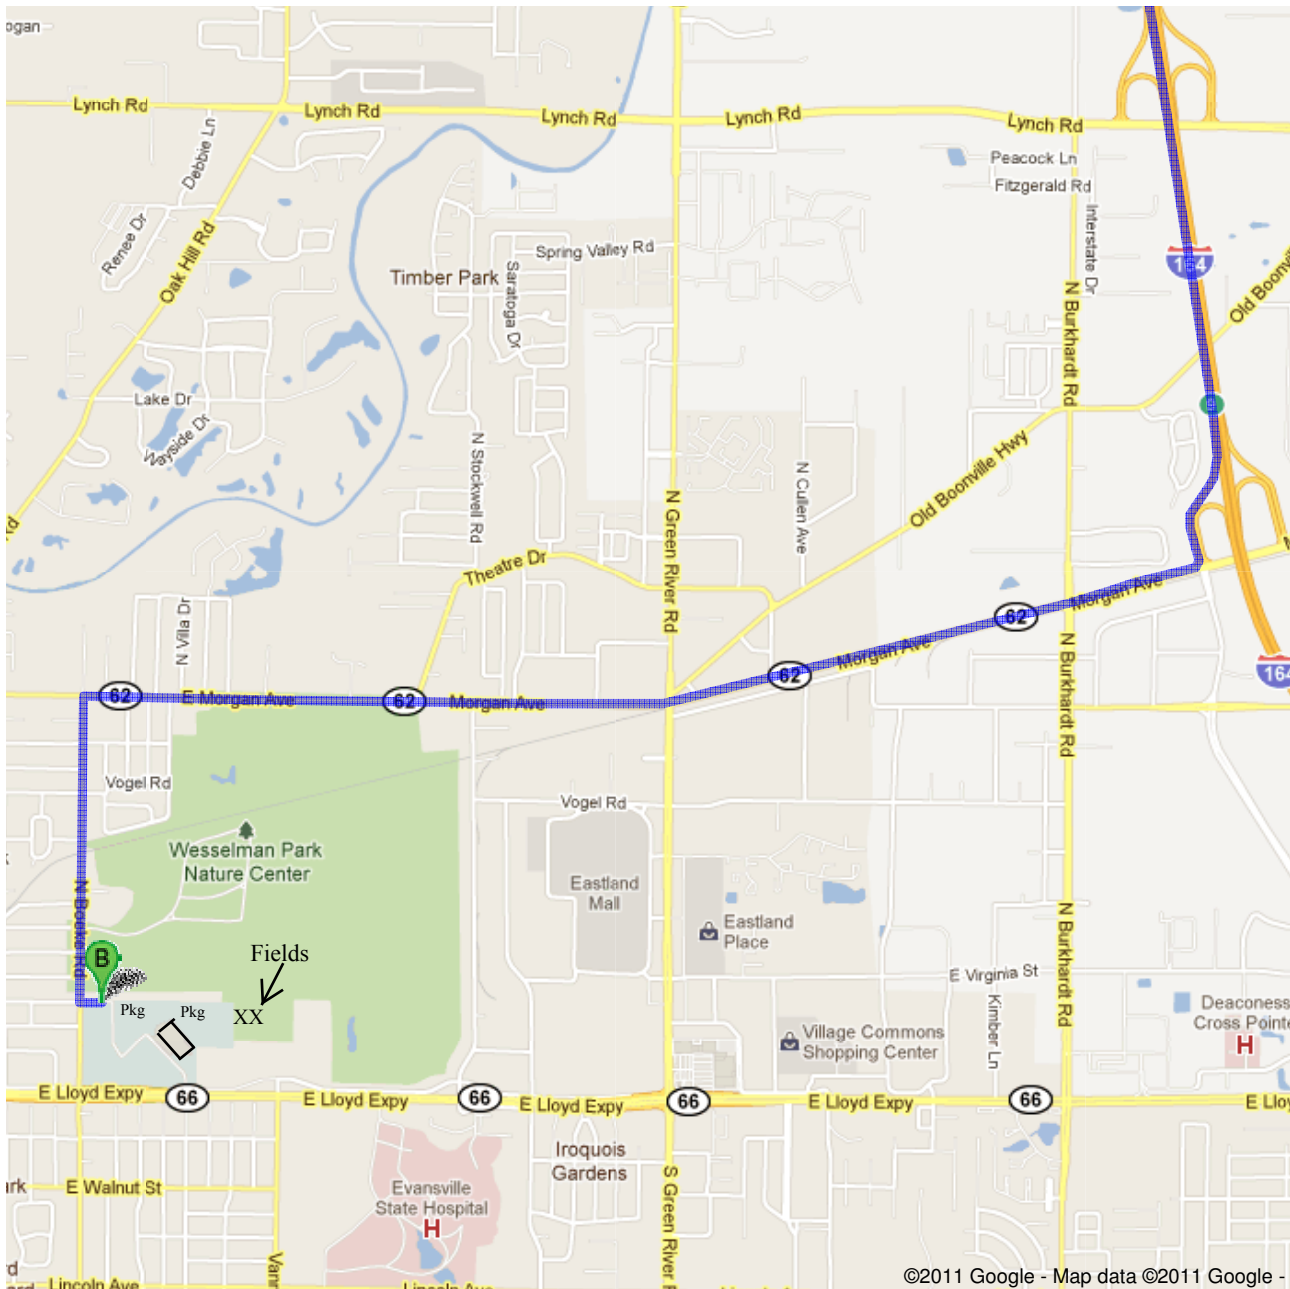 ogan
Lynch Rd
Lynch Rd
Lynch Rd
Lynch Rd
Lynch Rd
Debbie Ln
Peacock Ln
Fitzgerald Rd
Renee Dr
Oak Hill Rd
Timber Park
Spring Valley Rd
Saratoga Dr
Interstate Dr
N Burkhardt Rd
Old Boonvi
Lake Dr
Wayside Dr
N Stockwell Rd
N Green River Rd
N Cullen Ave
Old Boonville Hwy
Rd
Theatre Dr
N Villa Dr
62
Morgan Ave
62
Morgan Ave
62
N Burkhardt Rd
164
62
E Morgan Ave
62
Morgan Ave
Vogel Rd
Vogel Rd
Wesselman Park
Nature Center
Eastland
Mall
Eastland
Place
N Burkhardt Rd
B
Fields
Pkg
Pkg
XX
E Virginia St
Kimber Ln
Deaconess
Cross Pointe
H
Village Commons
Shopping Center
E Lloyd Expy
66
E Lloyd Expy
66
E Lloyd Expy
66
E Lloyd Expy
66
E Lloy
Iroquois
Gardens
S Green River R
ark
E Walnut St
Evansville
State Hospital
H
Vann
d
Lincoln Ave
Lincoln Ave
©2011 Google - Map data ©2011 Google -